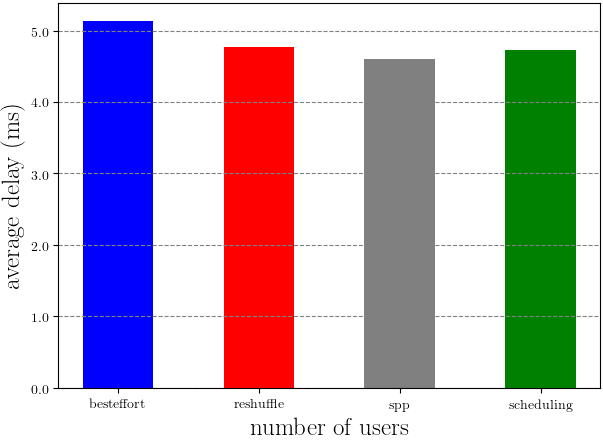 average delay (ms)
5.0
4.0
3.0
2.0
1.0
0.0
besteffort reshuffle spp scheduling
number of users